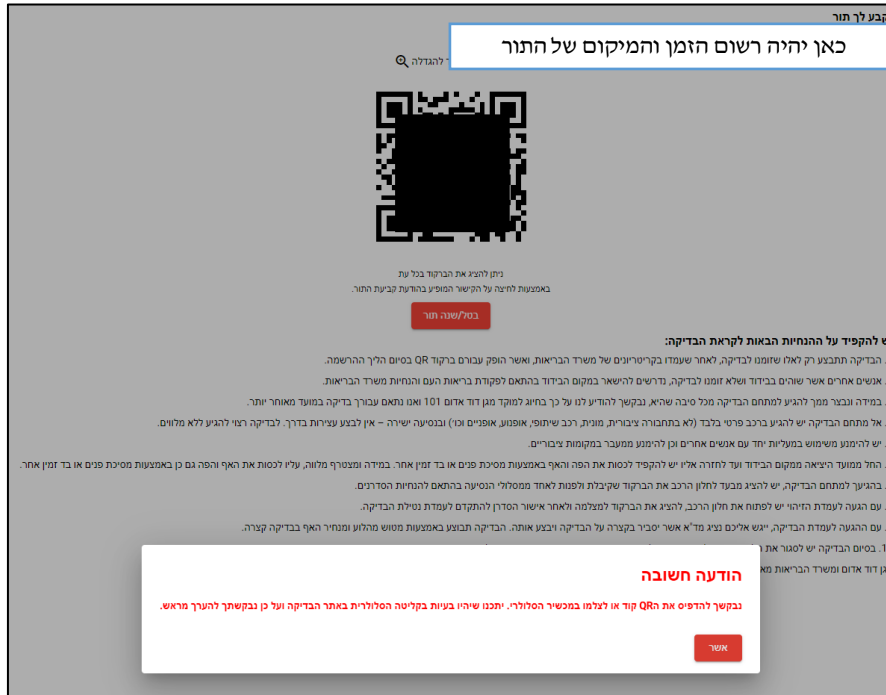 קבע לך תור
כאן יהיה רשום הזמן והמיקום של התור
להגדלה
ניתן להציג את הברקוד בכל עת
באמצעות לחיצה על הקישור המופיע בהודעת קביעת התור.
בטל/שנה תור
יש להקפיד על ההנחיות הבאות לקראת הבדיקה:
. הבדיקה תתבצע רק לאלו שזומנו לבדיקה, לאחר שעמדו בקריטריונים של משרד הבריאות, ואשר הופק עבורם ברקוד QR בסיום הליך ההרשמה.
. אנשים אחרים אשר שוהים בבידוד ושלא זומנו לבדיקה, נדרשים להישאר במקום הבידוד בהתאם לפקודת בריאות העם והנחיות משרד הבריאות.
. במידה ונבצר ממך להגיע למתחם הבדיקה מכל סיבה שהיא, נבקשך להודיע לנו על כך בחיוג למוקד מגן דוד אדום 101 ואנו נתאם עבורך בדיקה במועד מאוחר יותר.
. אל מתחם הבדיקה יש להגיע ברכב פרטי בלבד (לא בתחבורה ציבורית, מונית, רכב שיתופי, אופנוע, אופניים וכו') ובנסיעה ישירה – אין לבצע עצירות בדרך. לבדיקה רצוי להגיע ללא מלווים.
. יש להימנע משימוש במעליות יחד עם אנשים אחרים וכן להימנע ממעבר במקומות ציבוריים.
. החל ממועד היציאה ממקום הבידוד ועד לחזרה אליו יש להקפיד לכסות את הפה והאף באמצעות מסיכת פנים או בד זמין אחר. במידה ומצטרף מלווה, עליו לכסות את האף והפה גם כן באמצעות מסיכת פנים או בד זמין אחר.
. בהגיעך למתחם הבדיקה, יש להציג מבעד לחלון הרכב את הברקוד שקיבלת ולפנות לאחד ממסלולי הנסיעה בהתאם להנחיות הסדרנים.
. עם הגעה לעמדת הזיהוי יש לפתוח את חלון הרכב, להציג את הברקוד למצלמה ולאחר אישור הסדרן להתקדם לעמדת נטילת הבדיקה.
. עם ההגעה לעמדת הבדיקה, ייגש אליכם נציג מד"א אשר יסביר בקצרה על הבדיקה ויבצע אותה. הבדיקה תבוצע באמצעות מטוש מהלוע ומנחיר האף בבדיקה קצרה.
1. בסיום הבדיקה יש לסגור את
גן דוד אדום ומשרד הבריאות
הודעה חשובה
נבקשך להדפיס את הQR קוד או לצלמו במכשיר הסלולרי. יתכנו שיהיו בעיות בקליטה הסלולרית באתר הבדיקה ועל כן נבקשתך להערך מראש.
אשר